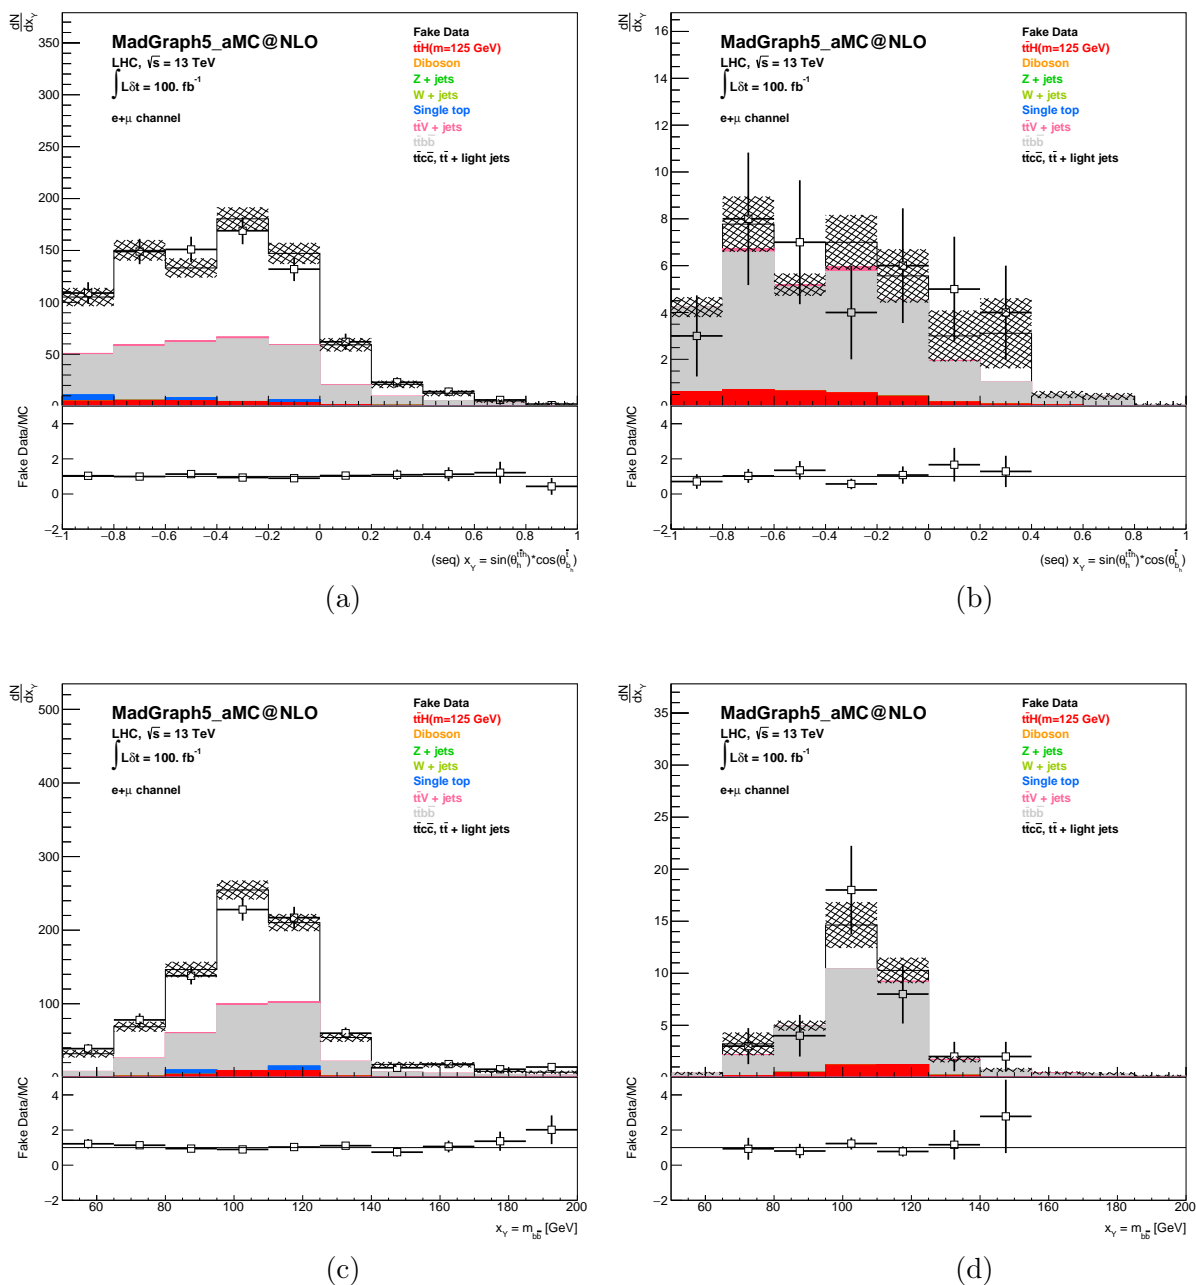 dN/dx_Y
350
300
250
200
150
100
50
0
MadGraph5_aMC@NLO
LHC, √s = 13 TeV
∫Lδt = 100. fb⁻¹
e+μ channel
Fake Data
tt̄H(m=125 GeV)
Diboson
Z + jets
W + jets
Single top
tt̄V + jets
tt̄bb̄
tt̄cc̄, tt̄ + light jets
Fake Data/MC
4
2
0
−2
−1 −0.8 −0.6 −0.4 −0.2 0 0.2 0.4 0.6 0.8 1
(seq) x_Y = sin(θ_h^{tt̄h})*cos(θ_{b_h}^{t̄})
(a)
dN/dx_Y
16
14
12
10
8
6
4
2
0
MadGraph5_aMC@NLO
LHC, √s = 13 TeV
∫Lδt = 100. fb⁻¹
e+μ channel
Fake Data
tt̄H(m=125 GeV)
Diboson
Z + jets
W + jets
Single top
tt̄V + jets
tt̄bb̄
tt̄cc̄, tt̄ + light jets
Fake Data/MC
4
2
0
−2
−1 −0.8 −0.6 −0.4 −0.2 0 0.2 0.4 0.6 0.8 1
(seq) x_Y = sin(θ_h^{tt̄h})*cos(θ_{b_h}^{t̄})
(b)
dN/dx_Y
500
400
300
200
100
0
MadGraph5_aMC@NLO
LHC, √s = 13 TeV
∫Lδt = 100. fb⁻¹
e+μ channel
Fake Data
tt̄H(m=125 GeV)
Diboson
Z + jets
W + jets
Single top
tt̄V + jets
tt̄bb̄
tt̄cc̄, tt̄ + light jets
Fake Data/MC
4
2
0
−2
60 80 100 120 140 160 180 200
x_Y = m_{bb̄} [GeV]
(c)
dN/dx_Y
35
30
25
20
15
10
5
0
MadGraph5_aMC@NLO
LHC, √s = 13 TeV
∫Lδt = 100. fb⁻¹
e+μ channel
Fake Data
tt̄H(m=125 GeV)
Diboson
Z + jets
W + jets
Single top
tt̄V + jets
tt̄bb̄
tt̄cc̄, tt̄ + light jets
Fake Data/MC
4
2
0
−2
60 80 100 120 140 160 180 200
x_Y = m_{bb̄} [GeV]
(d)